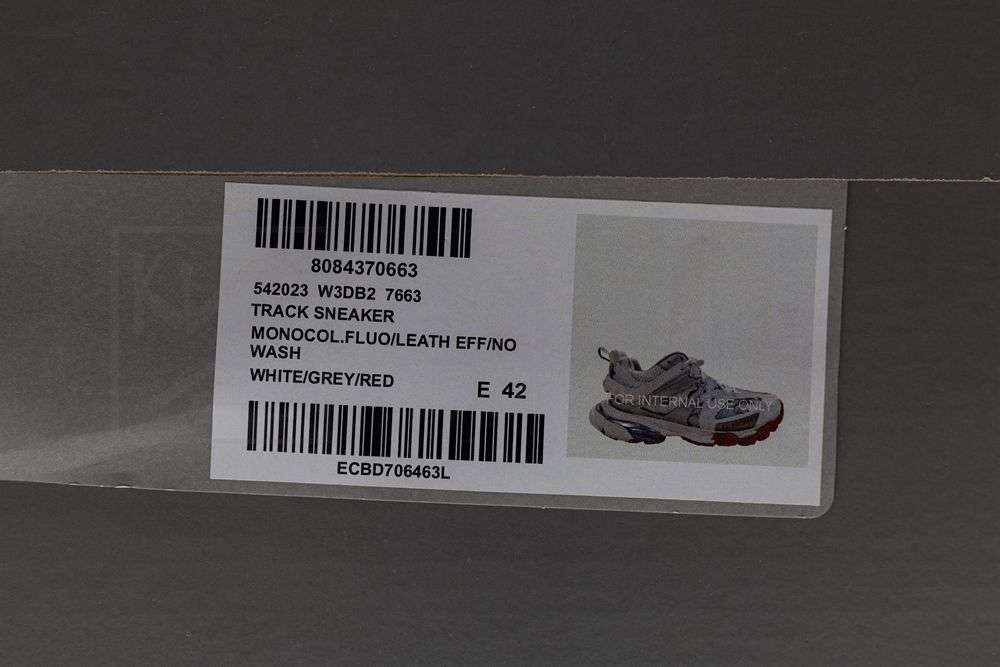 8084370663
542023 W3DB2 7663
TRACK SNEAKER
MONOCOL.FLUO/LEATH EFF/NO
WASH
WHITE/GREY/RED
E 42
ECBD706463L
FOR INTERNAL USE ONLY